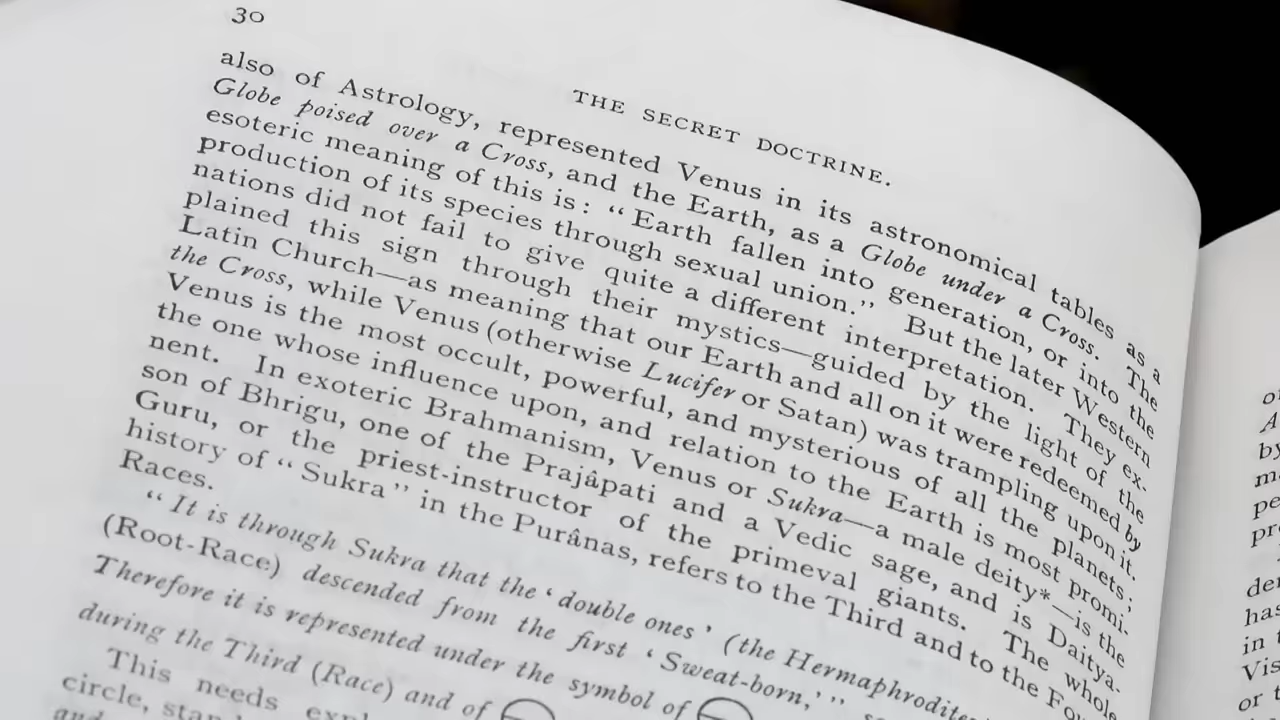 30
THE SECRET DOCTRINE.
also of Astrology, represented Venus in its astronomical tables as a
Globe poised over a Cross, and the Earth, as a Globe under a Cross. The
esoteric meaning of this is: “Earth fallen into generation, or into the
production of its species through sexual union.” But the later Western
nations did not fail to give quite a different interpretation. They ex-
plained this sign through their mystics—guided by the light of the
Latin Church—as meaning that our Earth and all on it were redeemed by
the Cross, while Venus (otherwise Lucifer or Satan) was trampling upon it.
Venus is the most occult, powerful, and mysterious of all the planets;
the one whose influence upon, and relation to the Earth is most promi-
nent. In exoteric Brahmanism, Venus or Sukra—a male deity*—is the
son of Bhrigu, one of the Prajâpati and a Vedic sage, and is Daitya-
Guru, or the priest-instructor of the primeval giants. The whole
history of “Sukra” in the Purânas, refers to the Third and to the
Races.
“It is through Sukra that the ‘double ones’ (the Hermaphrodites
(Root-Race) descended from the first ‘Sweat-born,’”
Therefore it is represented under the symbol of
during the Third (Race) and of
This needs
circle,
and